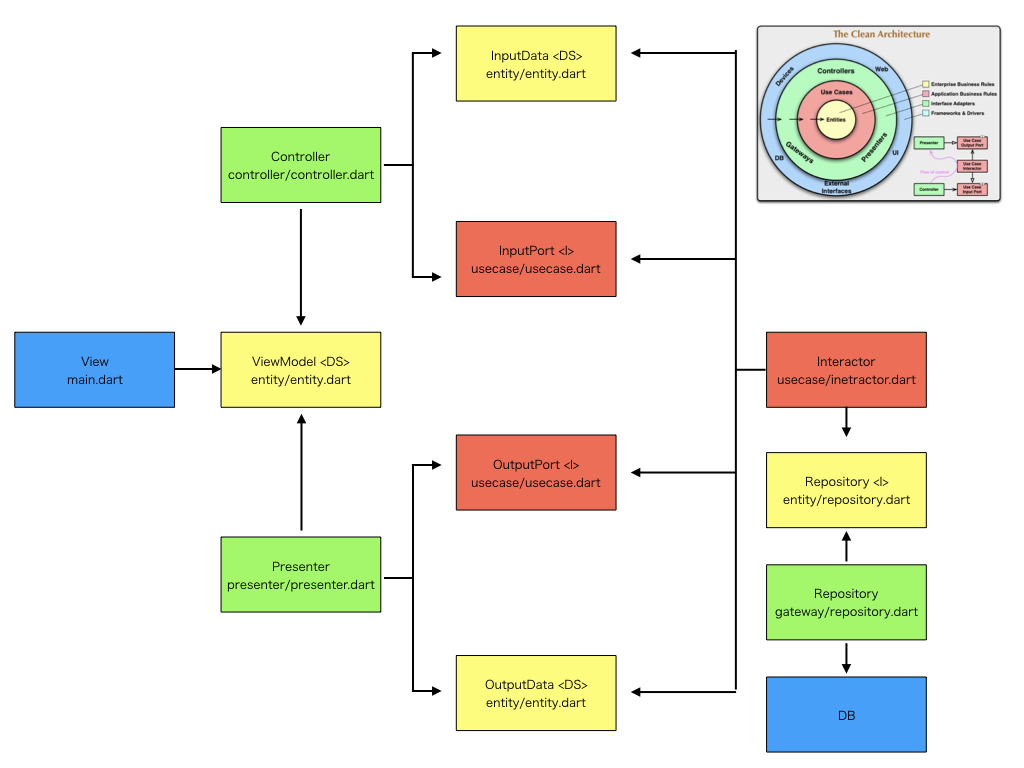 InputData <DS>
entity/entity.dart
Controller
controller/controller.dart
InputPort <I>
usecase/usecase.dart
View
main.dart
ViewModel <DS>
entity/entity.dart
Interactor
usecase/inetractor.dart
OutputPort <I>
usecase/usecase.dart
Repository <I>
entity/repository.dart
Presenter
presenter/presenter.dart
Repository
gateway/repository.dart
OutputData <DS>
entity/entity.dart
DB
The Clean Architecture
Devices
Web
Controllers
Use Cases
Entities
Gateways
Presenters
DB
UI
External
Interfaces
Enterprise Business Rules
Application Business Rules
Interface Adapters
Frameworks & Drivers
Presenter
Use Case
Output Port
Use Case
Interactor
Flow of control
Controller
Use Case
Input Port